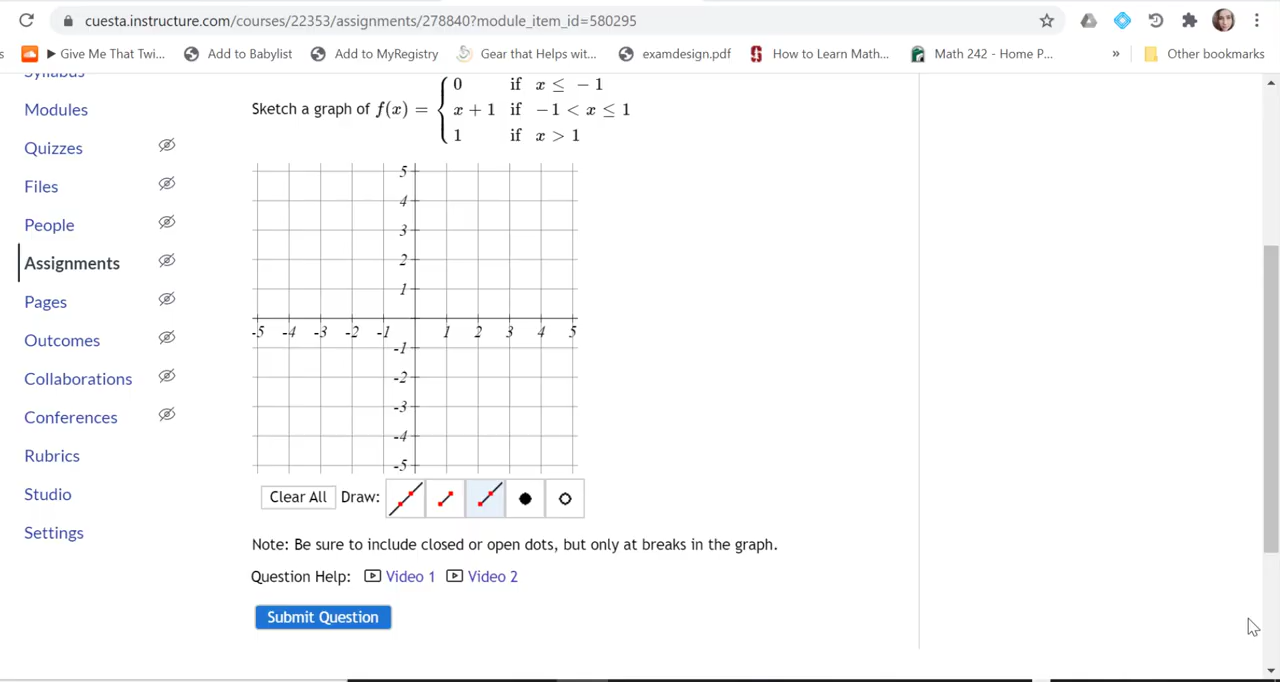 cuesta.instructure.com/courses/22353/assignments/278840?module_item_id=580295
s ▶ Give Me That Twi... Add to Babylist Add to MyRegistry Gear that Helps wit... examdesign.pdf How to Learn Math... Math 242 - Home P... » Other bookmarks
Syllabus
Modules
Quizzes
Files
People
Assignments
Pages
Outcomes
Collaborations
Conferences
Rubrics
Studio
Settings
0 if x ≤ - 1
Sketch a graph of f(x) = { x + 1 if -1 < x ≤ 1
1 if x > 1
5
4
3
2
1
-5 -4 -3 -2 -1 1 2 3 4 5
-1
-2
-3
-4
-5
Clear All Draw:
Note: Be sure to include closed or open dots, but only at breaks in the graph.
Question Help: Video 1 Video 2
Submit Question